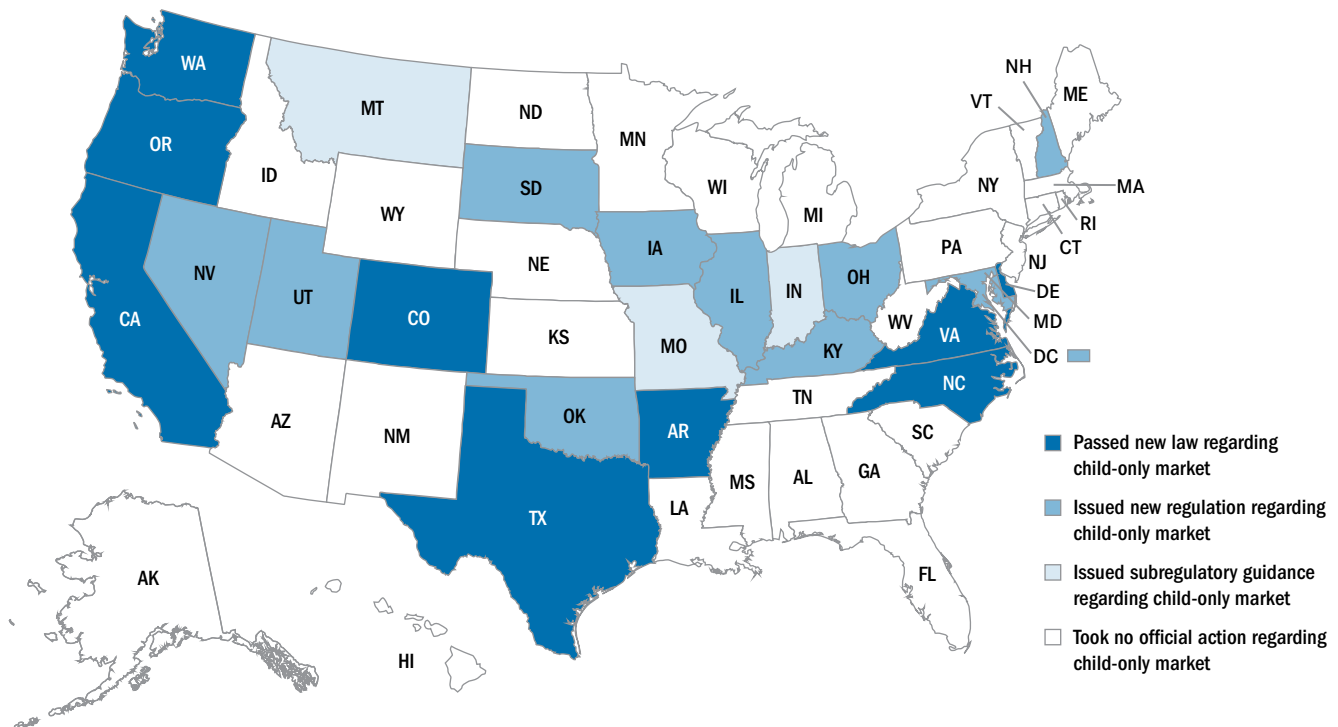 WA
MT
ND
MN
OR
ID
SD
WI
MI
NH
VT
ME
NY
MA
RI
CT
WY
NE
IA
PA
NJ
NV
UT
CO
KS
IL
IN
OH
WV
DE
MD
DC
CA
MO
KY
VA
NC
AZ
NM
OK
AR
TN
SC
TX
LA
MS
AL
GA
FL
AK
HI
Passed new law regarding
child-only market
Issued new regulation regarding
child-only market
Issued subregulatory guidance
regarding child-only market
Took no official action regarding
child-only market